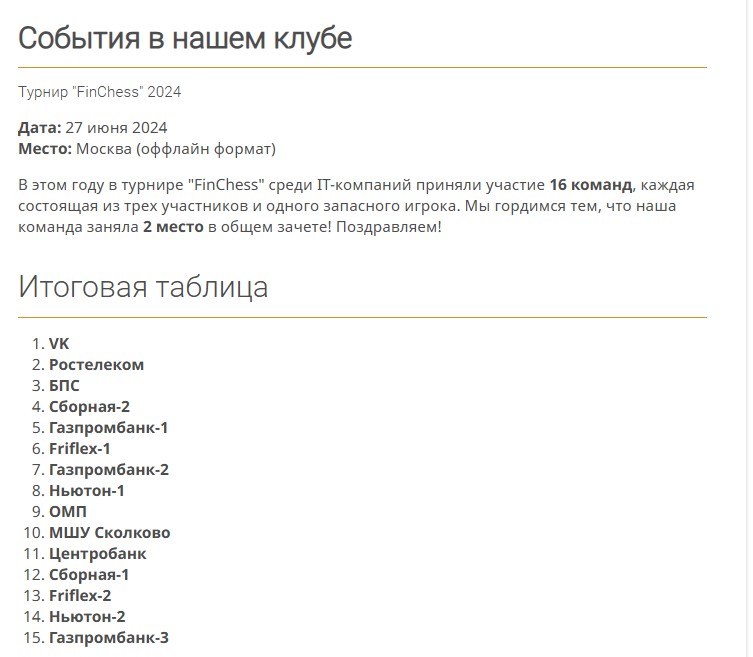 События в нашем клубе
Турнир "FinChess" 2024
Дата: 27 июня 2024
Место: Москва (оффлайн формат)
В этом году в турнире "FinChess" среди IT-компаний приняли участие 16 команд, каждая
состоящая из трех участников и одного запасного игрока. Мы гордимся тем, что наша
команда заняла 2 место в общем зачете! Поздравляем!
Итоговая таблица
1. VK
2. Ростелеком
3. БПС
4. Сборная-2
5. Газпромбанк-1
6. Friflex-1
7. Газпромбанк-2
8. Ньютон-1
9. ОМП
10. МШУ Сколково
11. Центробанк
12. Сборная-1
13. Friflex-2
14. Ньютон-2
15. Газпромбанк-3